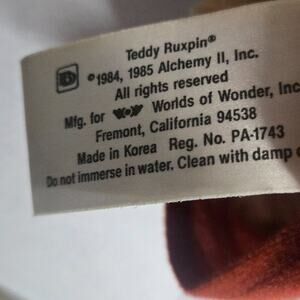 Teddy Ruxpin®
©1984, 1985 Alchemy II, Inc.
All rights reserved
Mfg. for WOW Worlds of Wonder, Inc
Fremont, California 94538
Made in Korea Reg. No. PA-1743
Do not immerse in water. Clean with damp